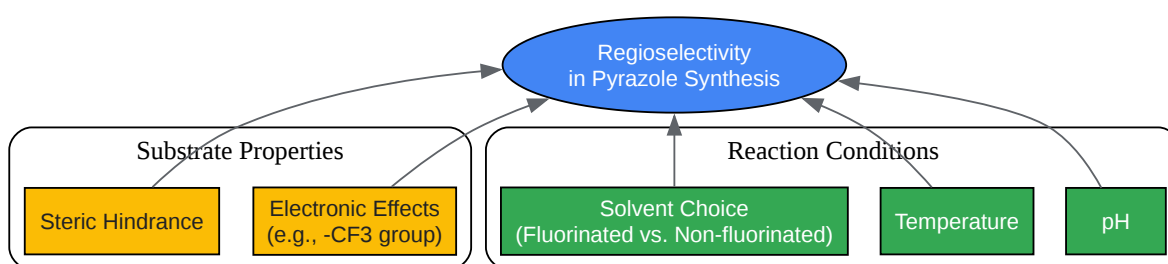 Regioselectivity
in Pyrazole Synthesis
Substrate Properties
Reaction Conditions
Steric Hindrance
Electronic Effects
(e.g., -CF3 group)
Solvent Choice
(Fluorinated vs. Non-fluorinated)
Temperature
pH